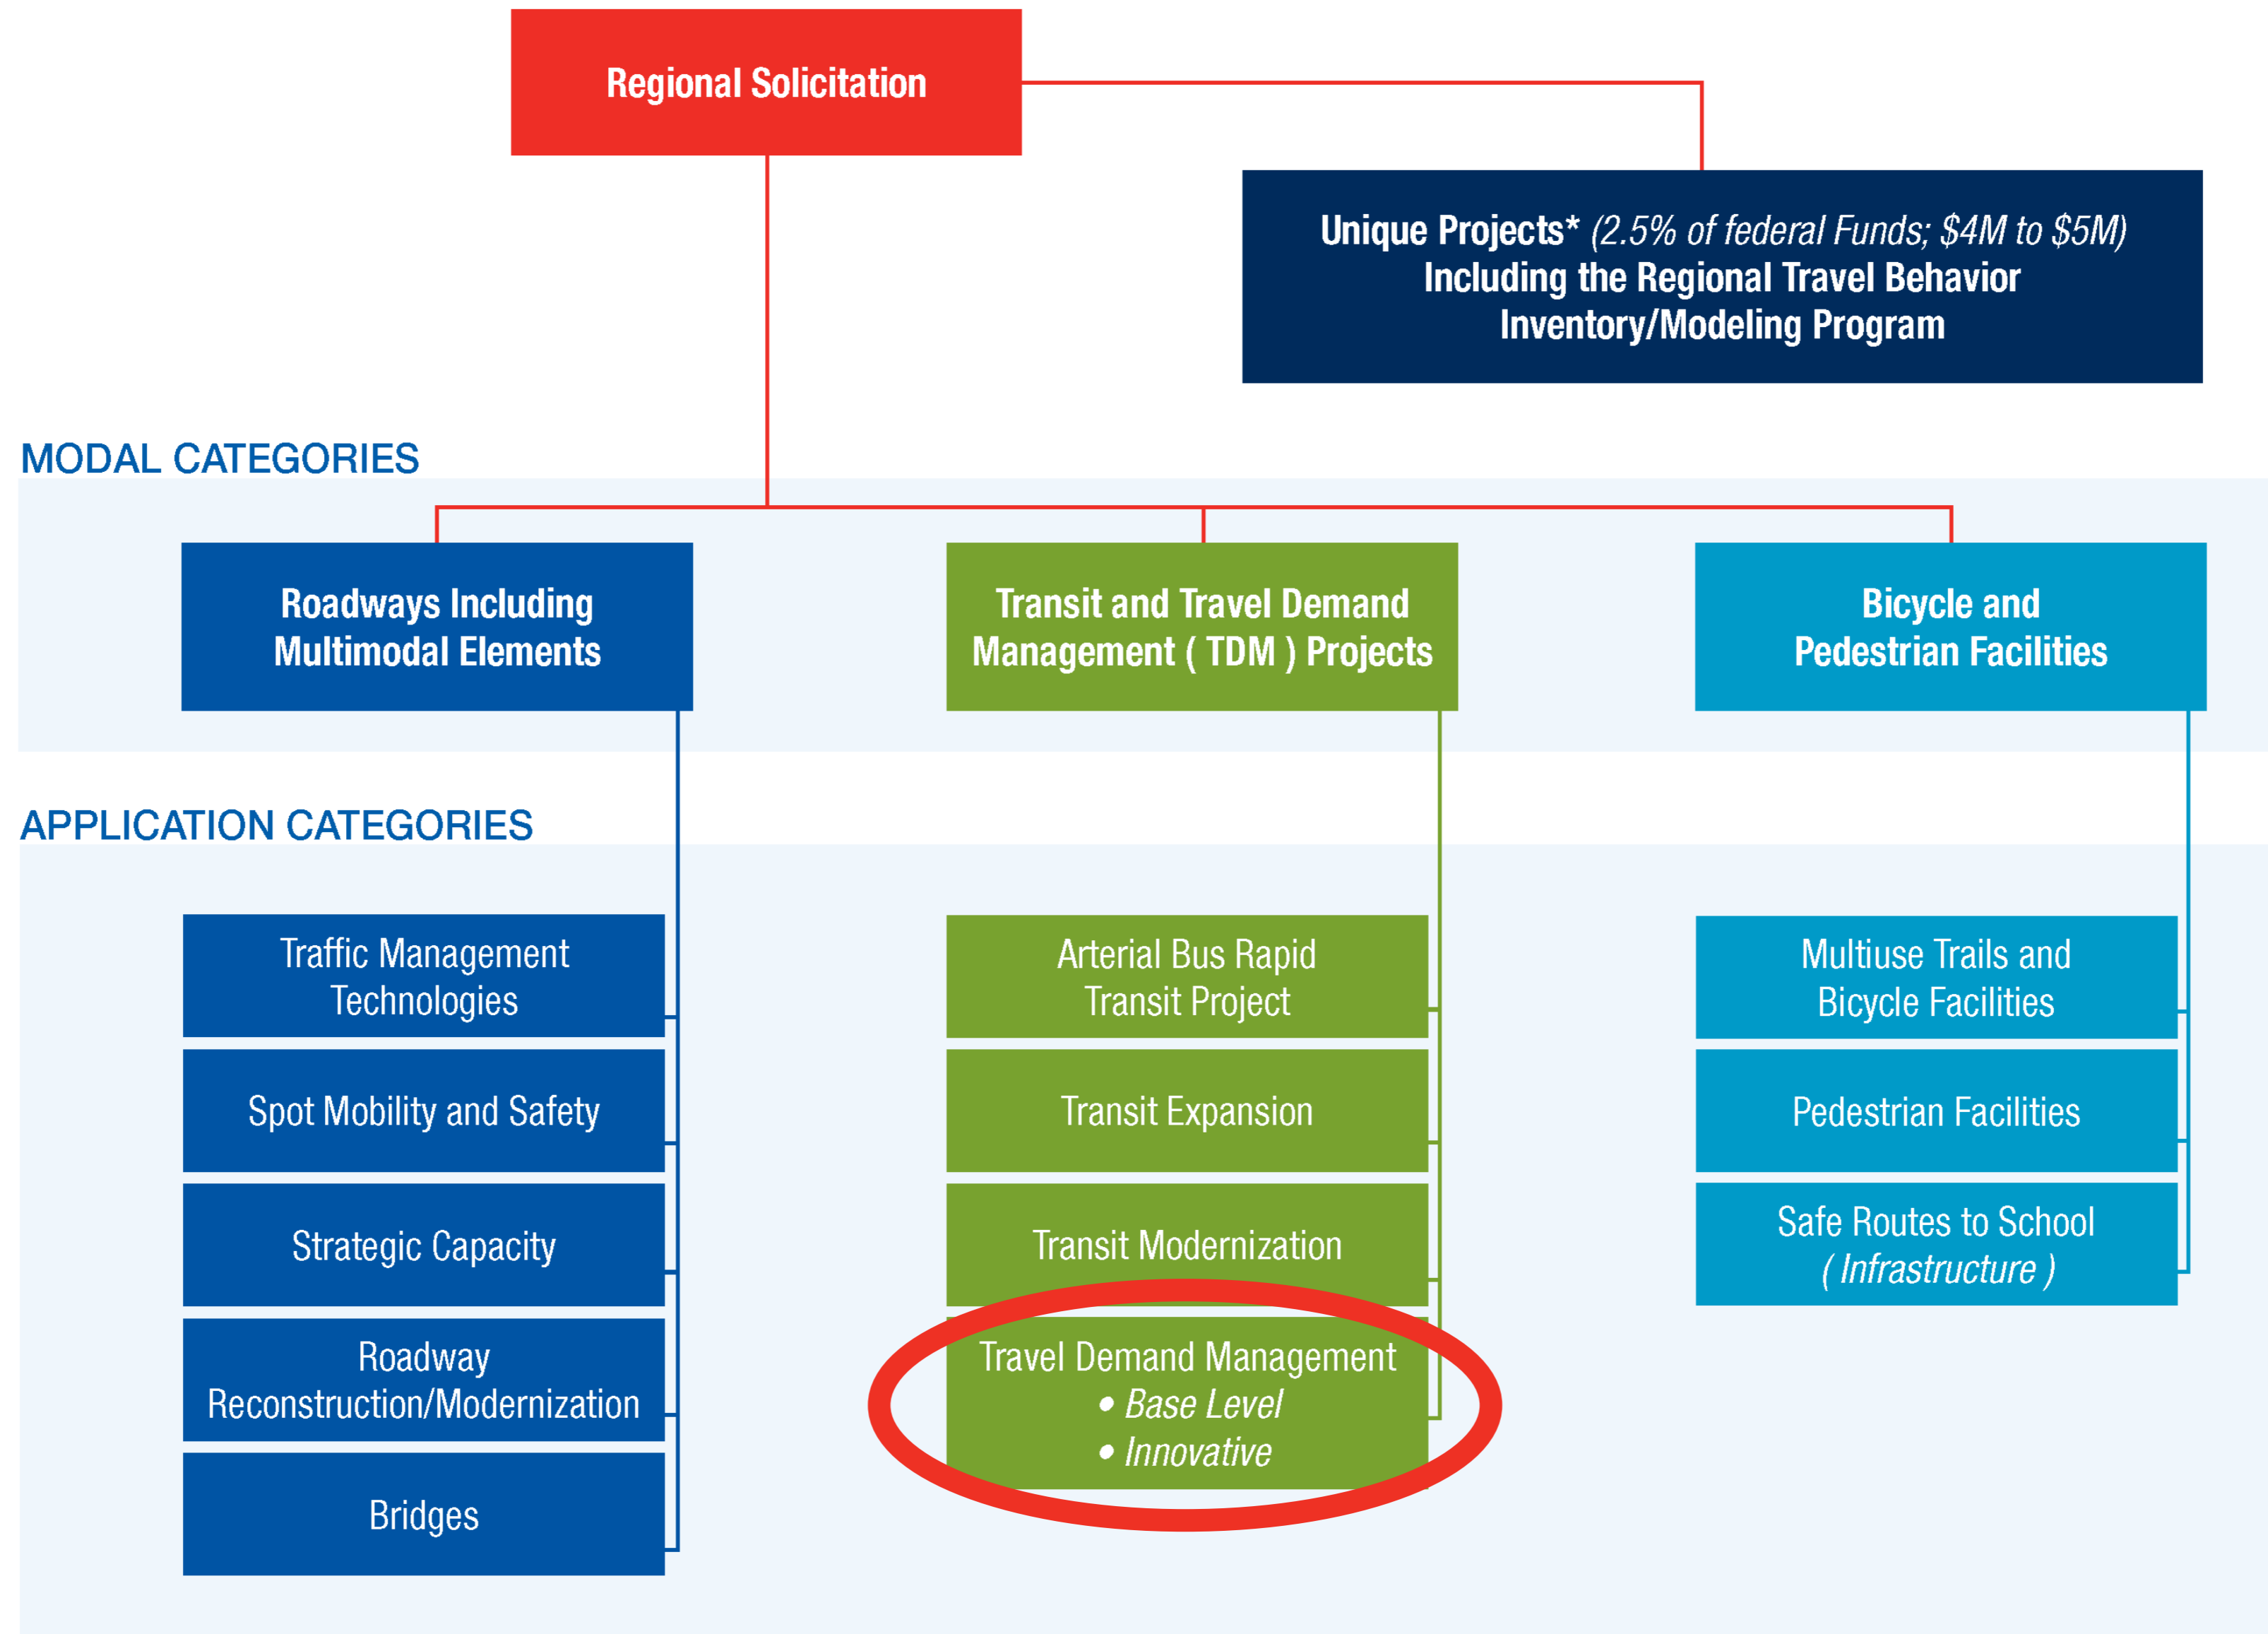 Regional Solicitation
Unique Projects* (2.5% of federal Funds; $4M to $5M)
Including the Regional Travel Behavior
Inventory/Modeling Program
MODAL CATEGORIES
Roadways Including
Multimodal Elements
Transit and Travel Demand
Management ( TDM ) Projects
Bicycle and
Pedestrian Facilities
APPLICATION CATEGORIES
Traffic Management
Technologies
Spot Mobility and Safety
Strategic Capacity
Roadway
Reconstruction/Modernization
Bridges
Arterial Bus Rapid
Transit Project
Transit Expansion
Transit Modernization
Travel Demand Management
• Base Level
• Innovative
Multiuse Trails and
Bicycle Facilities
Pedestrian Facilities
Safe Routes to School
( Infrastructure )